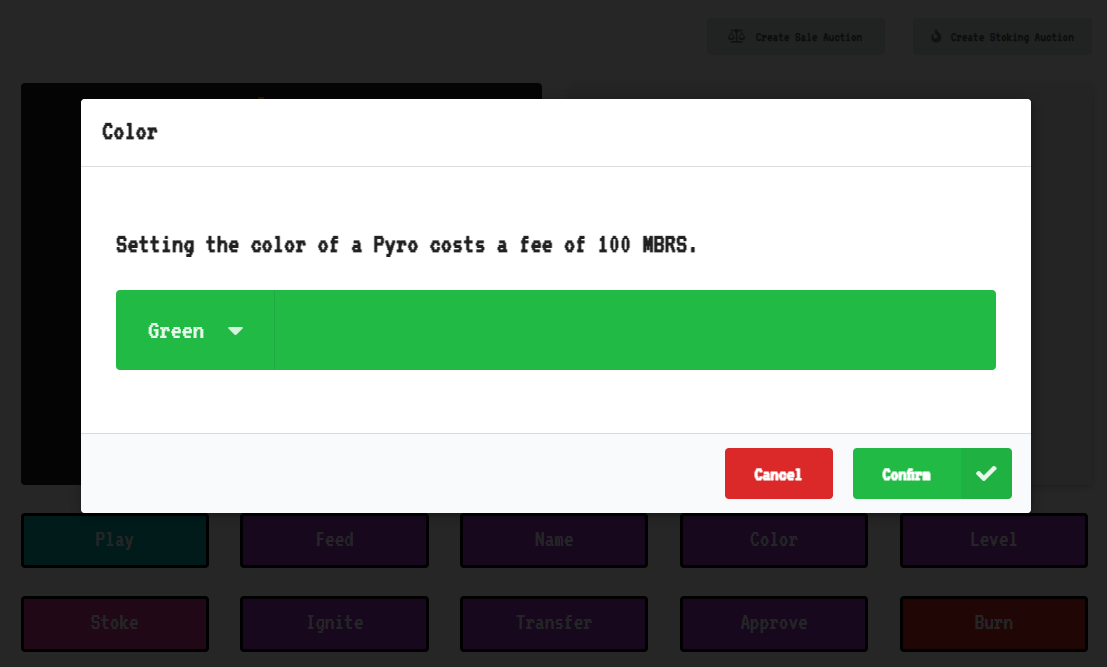 Create Sale Auction
Create Stoking Auction
Color
Setting the color of a Pyro costs a fee of 100 MBRS.
Green
Cancel
Confirm
Play
Feed
Name
Color
Level
Stoke
Ignite
Transfer
Approve
Burn